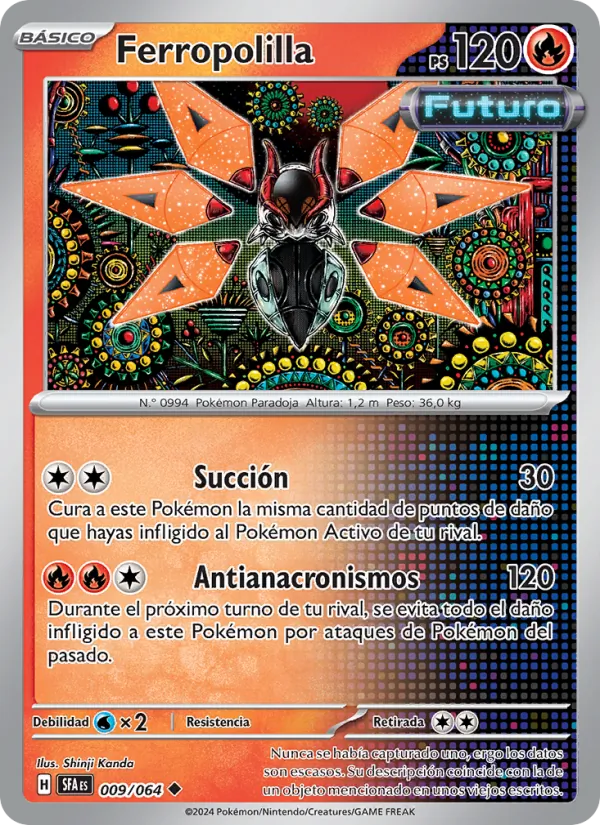 BÁSICO
Ferropolilla
PS 120
Futuro
N.º 0994 Pokémon Paradoja Altura: 1,2 m Peso: 36,0 kg
Succión 30
Cura a este Pokémon la misma cantidad de puntos de daño
que hayas infligido al Pokémon Activo de tu rival.
Antianacronismos 120
Durante el próximo turno de tu rival, se evita todo el daño
infligido a este Pokémon por ataques de Pokémon del
pasado.
Debilidad ×2 Resistencia Retirada
Ilus. Shinji Kanda
Nunca se había capturado uno, ergo los datos
son escasos. Su descripción coincide con la de
un objeto mencionado en unos viejos escritos.
H SFA ES 009/064
©2024 Pokémon/Nintendo/Creatures/GAME FREAK